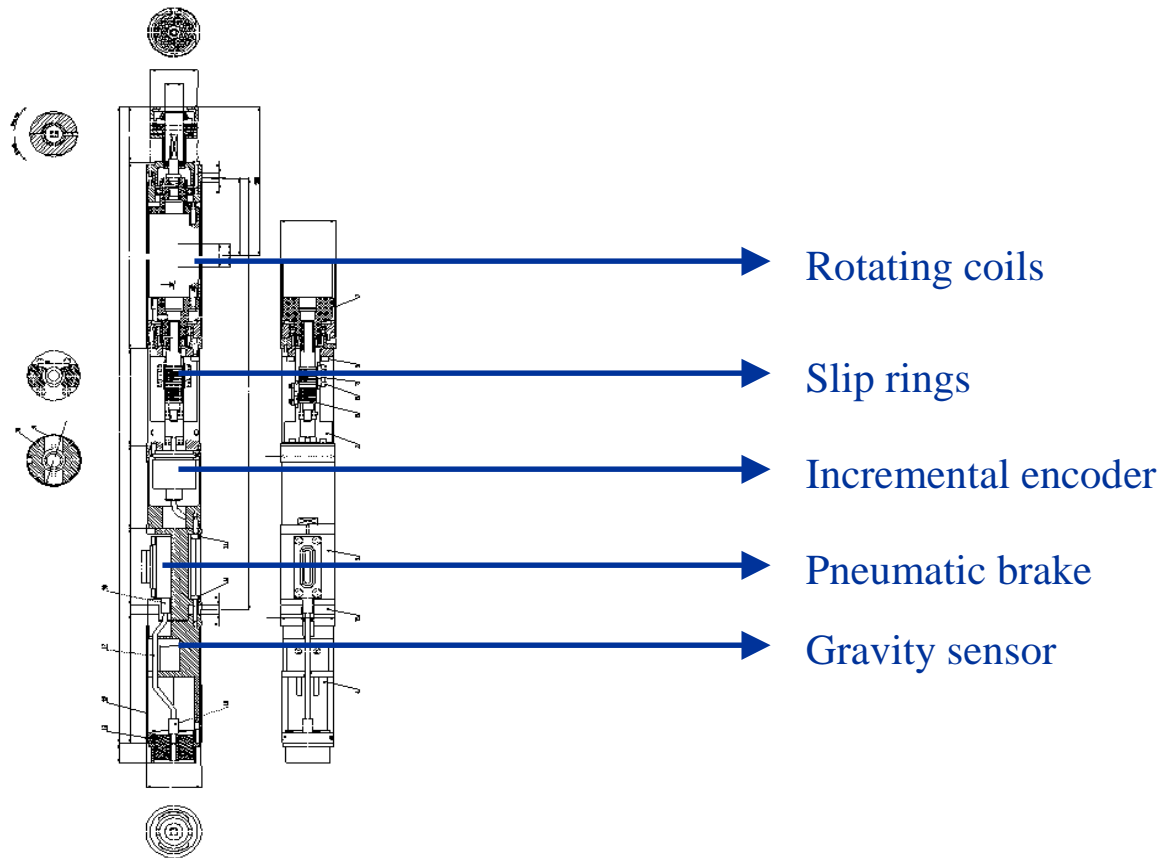 Rotating coils
Slip rings
Incremental encoder
Pneumatic brake
Gravity sensor